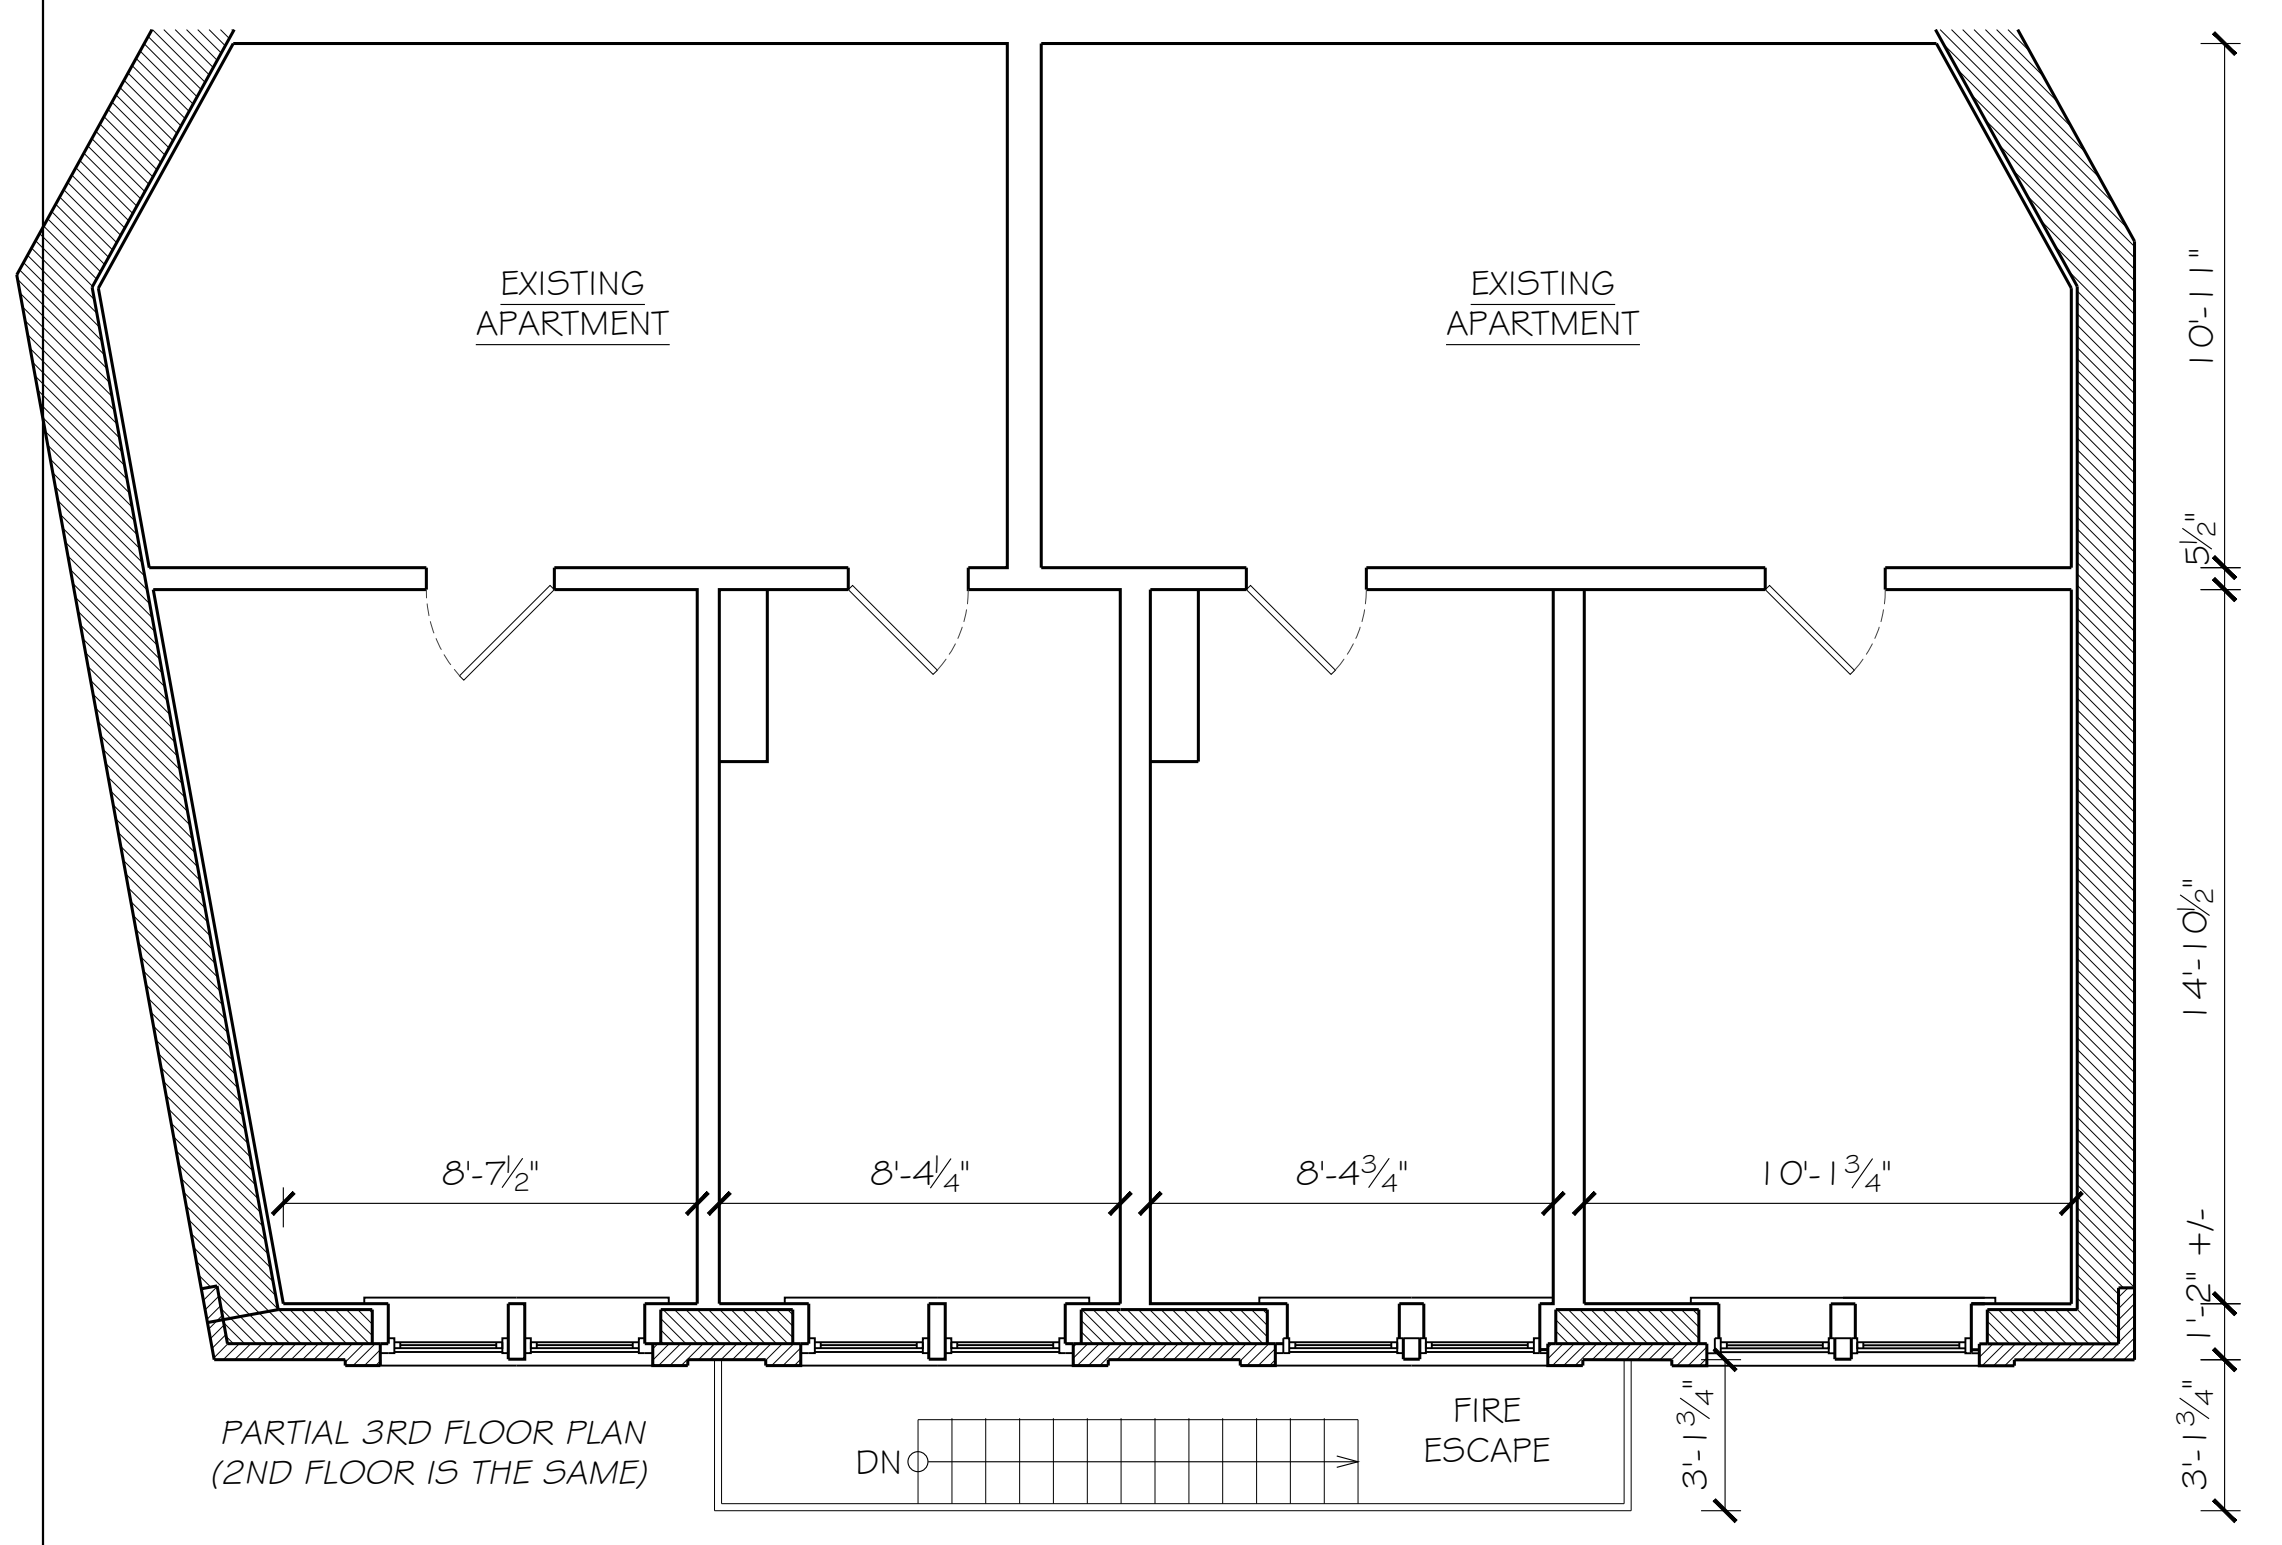 EXISTING
APARTMENT
EXISTING
APARTMENT
10'-11"
5½"
14'-10½"
8'-7½"
8'-4¼"
8'-4¾"
10'-1¾"
1'-2" +/-
3'-1¾"
3'-1¾"
FIRE
ESCAPE
DN
PARTIAL 3RD FLOOR PLAN
(2ND FLOOR IS THE SAME)